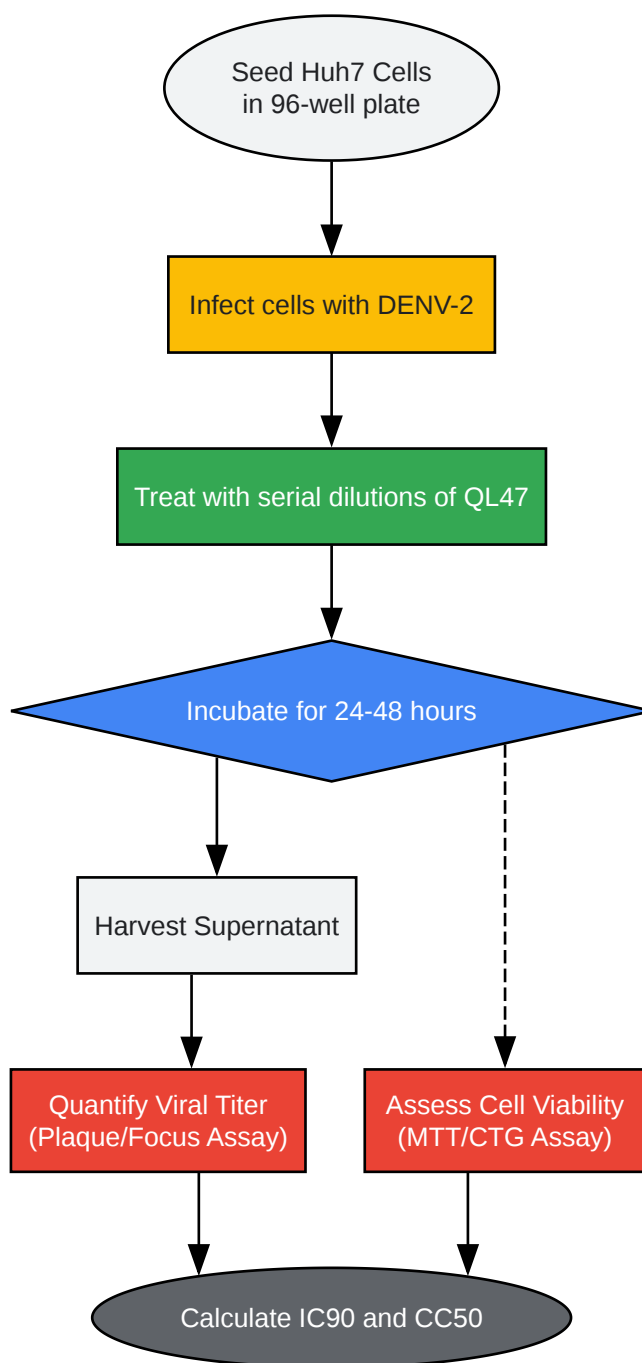 Seed Huh7 Cells
in 96-well plate
Infect cells with DENV-2
Treat with serial dilutions of QL47
Incubate for 24-48 hours
Harvest Supernatant
Quantify Viral Titer
(Plaque/Focus Assay)
Assess Cell Viability
(MTT/CTG Assay)
Calculate IC90 and CC50